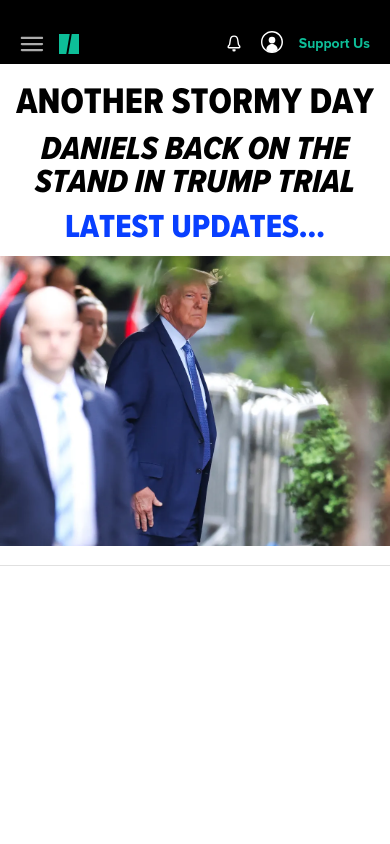 Support Us
ANOTHER STORMY DAY
DANIELS BACK ON THE
STAND IN TRUMP TRIAL
LATEST UPDATES...